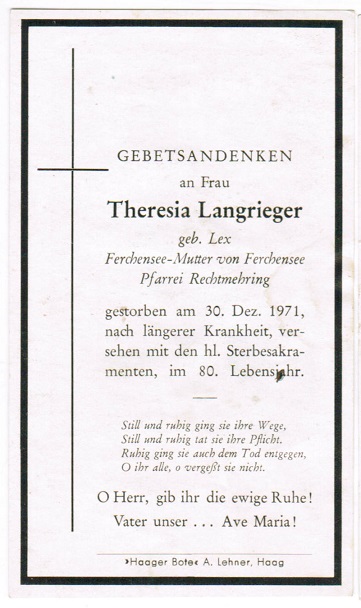 GEBETSANDENKEN
an Frau
Theresia Langrieger
geb. Lex
Ferchensee-Mutter von Ferchensee
Pfarrei Rechtmehring
gestorben am 30. Dez. 1971,
nach längerer Krankheit, ver-
sehen mit den hl. Sterbesakra-
menten, im 80. Lebensjahr.
Still und ruhig ging sie ihre Wege,
Still und ruhig tat sie ihre Pflicht.
Ruhig ging sie auch dem Tod entgegen,
O ihr alle, o vergeßt sie nicht.
O Herr, gib ihr die ewige Ruhe!
Vater unser ... Ave Maria!
»Haager Bote« A. Lehner, Haag